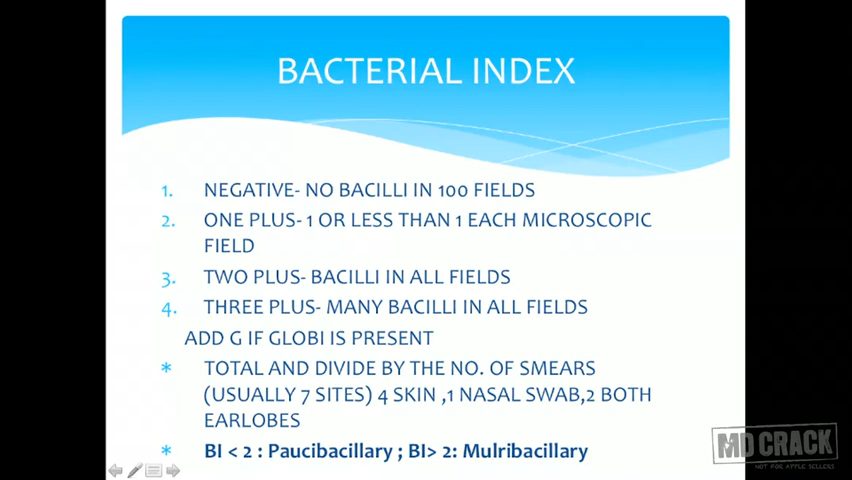 BACTERIAL INDEX
1. NEGATIVE- NO BACILLI IN 100 FIELDS
2. ONE PLUS- 1 OR LESS THAN 1 EACH MICROSCOPIC
FIELD
3. TWO PLUS- BACILLI IN ALL FIELDS
4. THREE PLUS- MANY BACILLI IN ALL FIELDS
ADD G IF GLOBI IS PRESENT
* TOTAL AND DIVIDE BY THE NO. OF SMEARS
(USUALLY 7 SITES) 4 SKIN ,1 NASAL SWAB,2 BOTH
EARLOBES
* BI < 2 : Paucibacillary ; BI> 2: Mulribacillary
MD CRACK
NOT FOR APPLE SELLERS